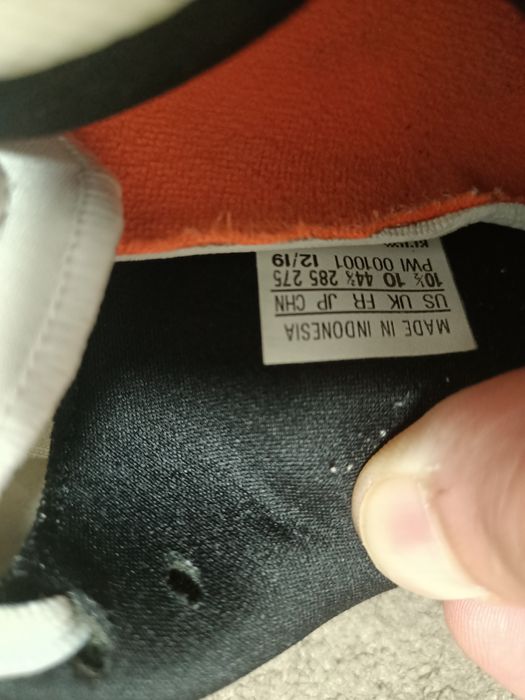 MADE IN INDONESIA
US UK FR JP CHN
10½ 10 44⅔ 285 275
PWI 001001 12/19